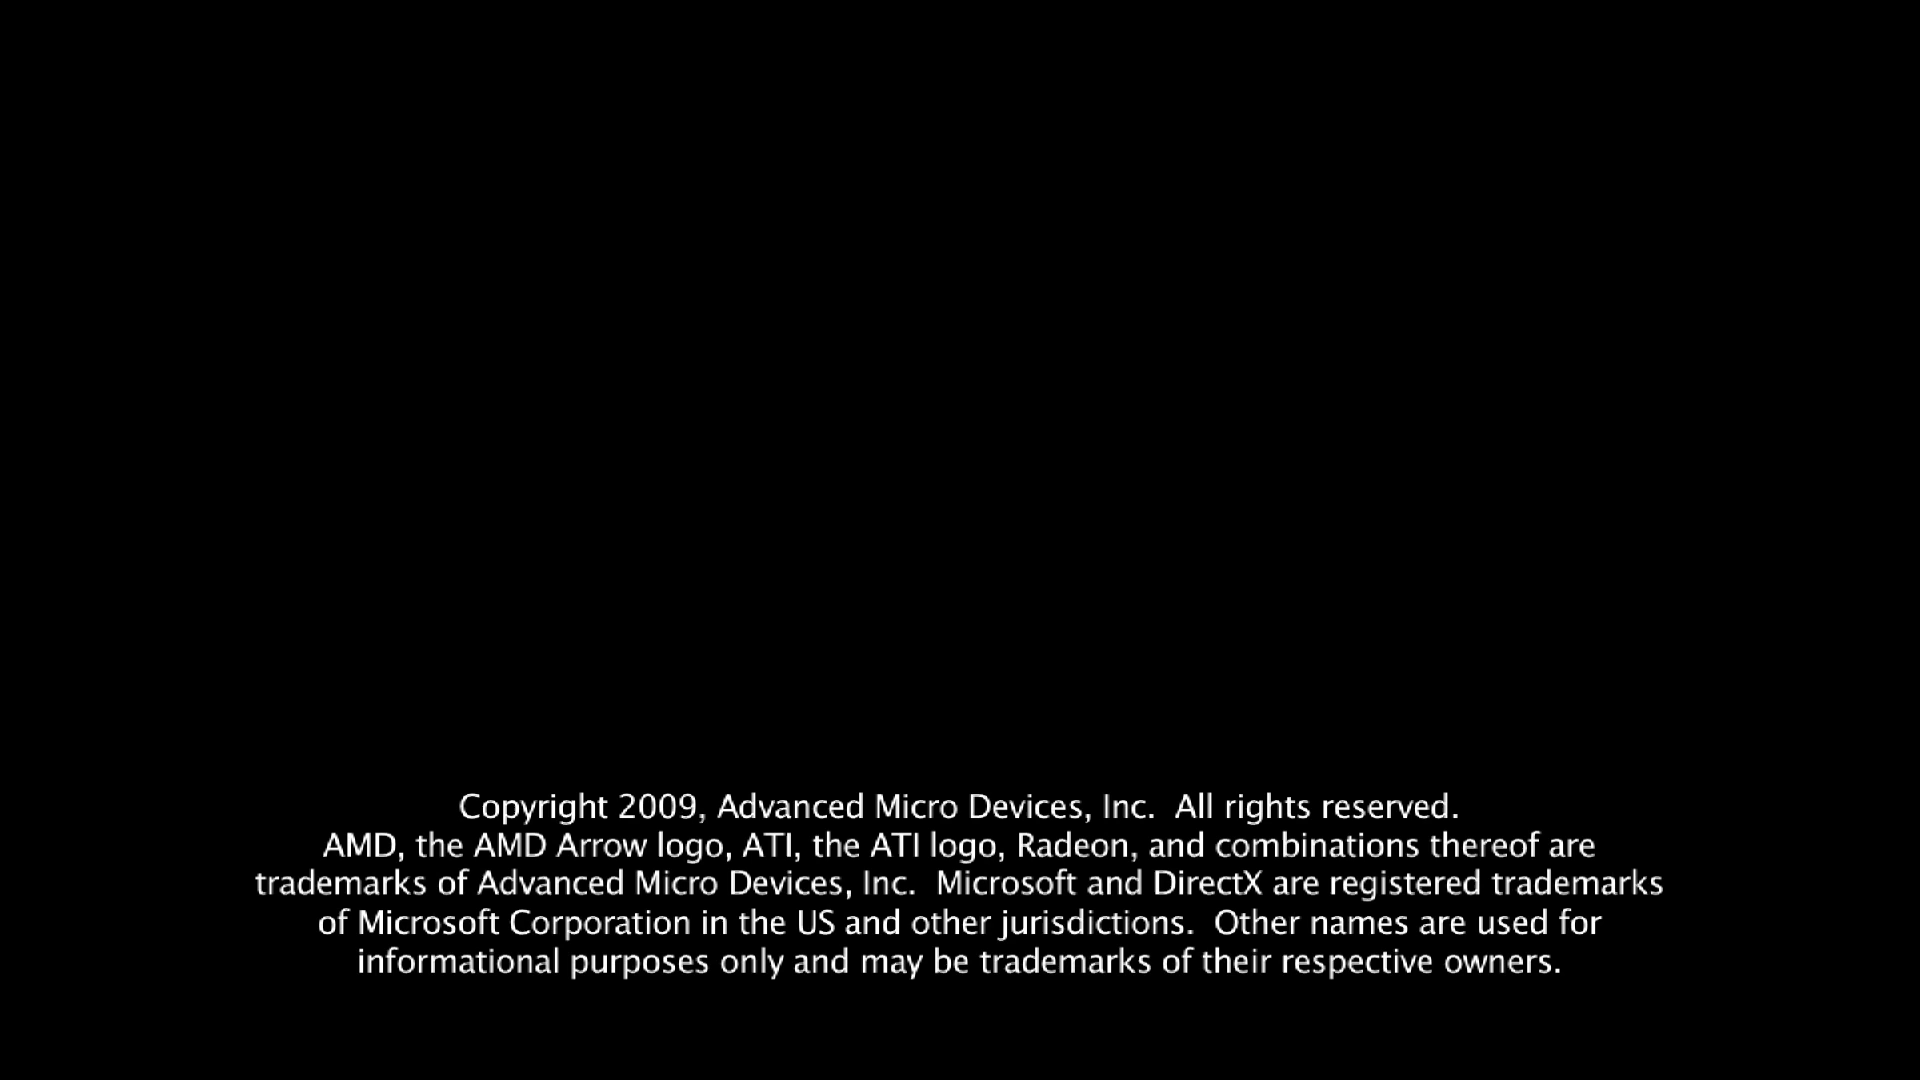 Copyright 2009, Advanced Micro Devices, Inc.  All rights reserved.
AMD, the AMD Arrow logo, ATI, the ATI logo, Radeon, and combinations thereof are
trademarks of Advanced Micro Devices, Inc.  Microsoft and DirectX are registered trademarks
of Microsoft Corporation in the US and other jurisdictions.  Other names are used for
informational purposes only and may be trademarks of their respective owners.